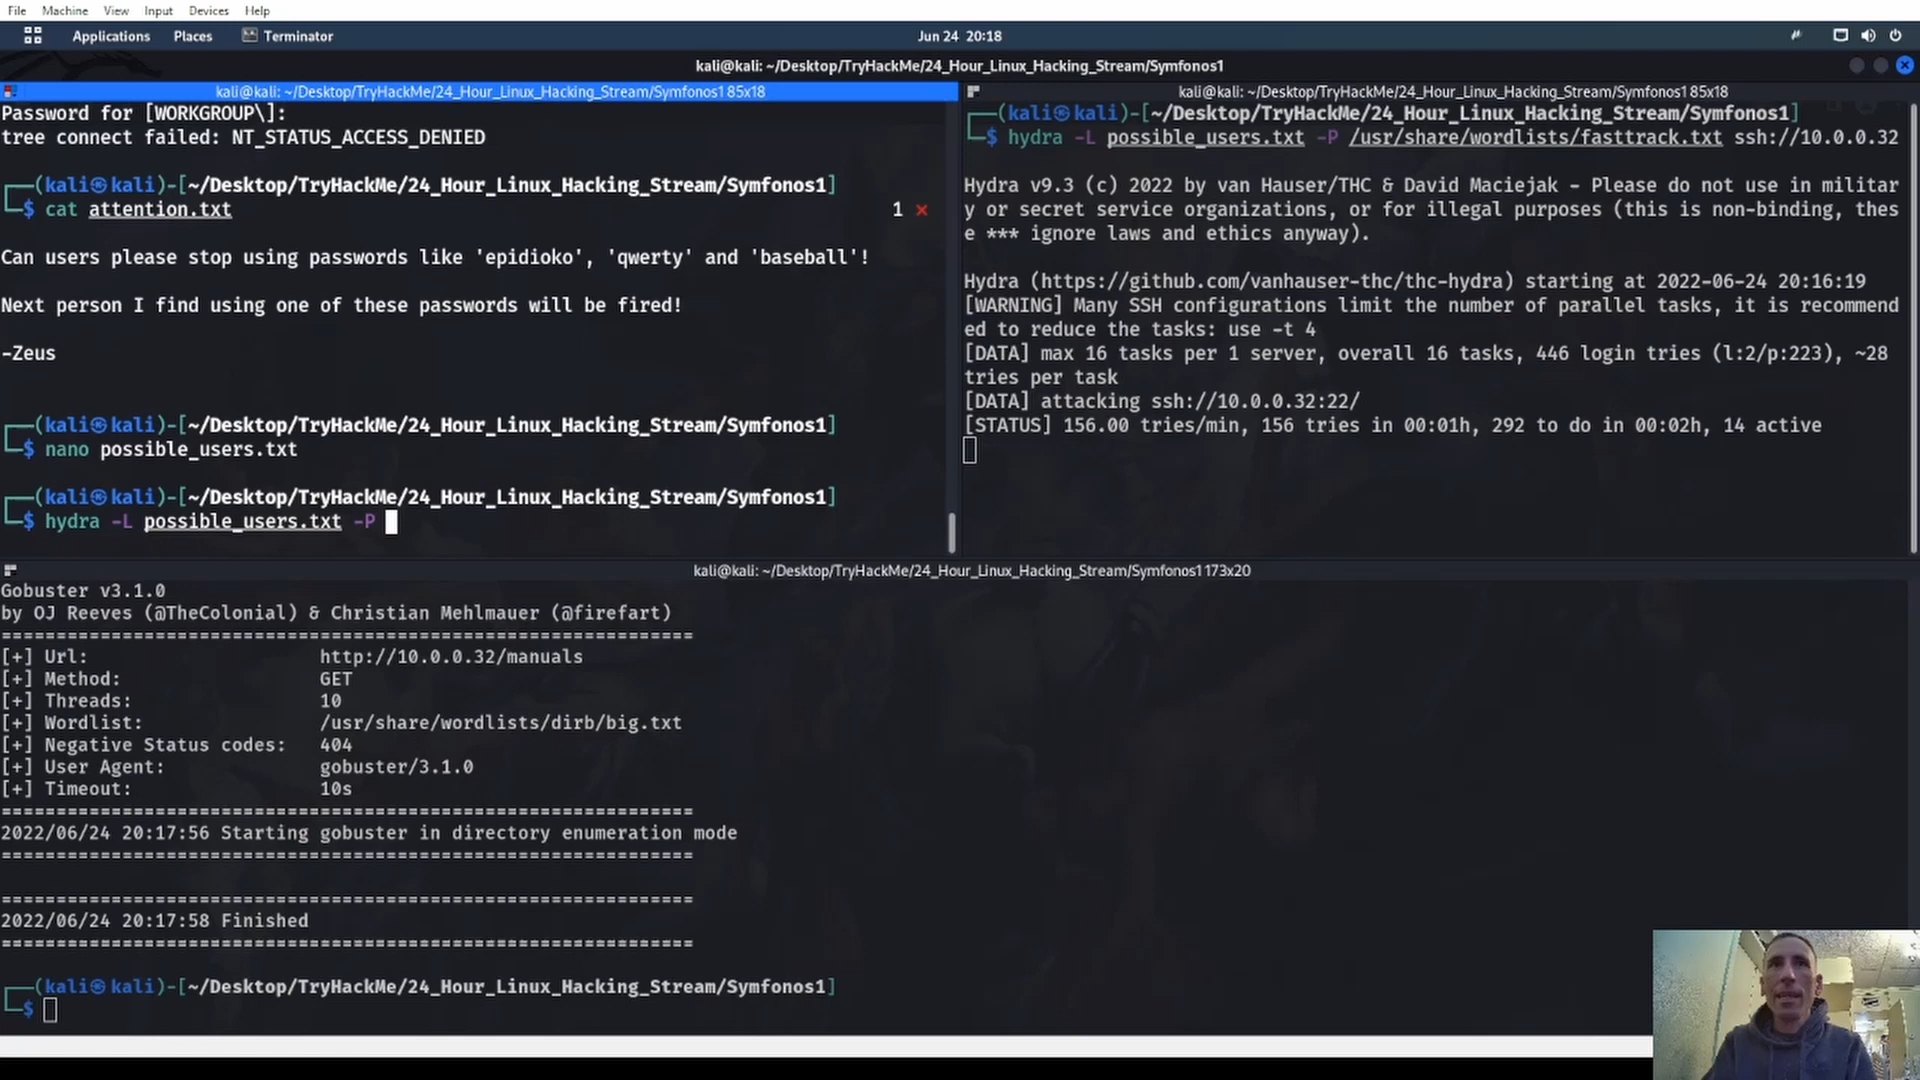 File Machine View Input Devices Help
Applications Places Terminator Jun 24 20:18
kali@kali: ~/Desktop/TryHackMe/24_Hour_Linux_Hacking_Stream/Symfonos1
kali@kali: ~/Desktop/TryHackMe/24_Hour_Linux_Hacking_Stream/Symfonos1 85x18
Password for [WORKGROUP\]:
tree connect failed: NT_STATUS_ACCESS_DENIED
┌──(kali㉿kali)-[~/Desktop/TryHackMe/24_Hour_Linux_Hacking_Stream/Symfonos1]
└─$ cat attention.txt 1 ⨯
Can users please stop using passwords like 'epidioko', 'qwerty' and 'baseball'!
Next person I find using one of these passwords will be fired!
-Zeus
┌──(kali㉿kali)-[~/Desktop/TryHackMe/24_Hour_Linux_Hacking_Stream/Symfonos1]
└─$ nano possible_users.txt
┌──(kali㉿kali)-[~/Desktop/TryHackMe/24_Hour_Linux_Hacking_Stream/Symfonos1]
└─$ hydra -L possible_users.txt -P
kali@kali: ~/Desktop/TryHackMe/24_Hour_Linux_Hacking_Stream/Symfonos1 85x18
┌──(kali㉿kali)-[~/Desktop/TryHackMe/24_Hour_Linux_Hacking_Stream/Symfonos1]
└─$ hydra -L possible_users.txt -P /usr/share/wordlists/fasttrack.txt ssh://10.0.0.32
Hydra v9.3 (c) 2022 by van Hauser/THC & David Maciejak - Please do not use in militar
y or secret service organizations, or for illegal purposes (this is non-binding, thes
e *** ignore laws and ethics anyway).
Hydra (https://github.com/vanhauser-thc/thc-hydra) starting at 2022-06-24 20:16:19
[WARNING] Many SSH configurations limit the number of parallel tasks, it is recommend
ed to reduce the tasks: use -t 4
[DATA] max 16 tasks per 1 server, overall 16 tasks, 446 login tries (l:2/p:223), ~28
tries per task
[DATA] attacking ssh://10.0.0.32:22/
[STATUS] 156.00 tries/min, 156 tries in 00:01h, 292 to do in 00:02h, 14 active
kali@kali: ~/Desktop/TryHackMe/24_Hour_Linux_Hacking_Stream/Symfonos1 173x20
Gobuster v3.1.0
by OJ Reeves (@TheColonial) & Christian Mehlmauer (@firefart)
===============================================================
[+] Url: http://10.0.0.32/manuals
[+] Method: GET
[+] Threads: 10
[+] Wordlist: /usr/share/wordlists/dirb/big.txt
[+] Negative Status codes: 404
[+] User Agent: gobuster/3.1.0
[+] Timeout: 10s
===============================================================
2022/06/24 20:17:56 Starting gobuster in directory enumeration mode
===============================================================
===============================================================
2022/06/24 20:17:58 Finished
===============================================================
┌──(kali㉿kali)-[~/Desktop/TryHackMe/24_Hour_Linux_Hacking_Stream/Symfonos1]
└─$